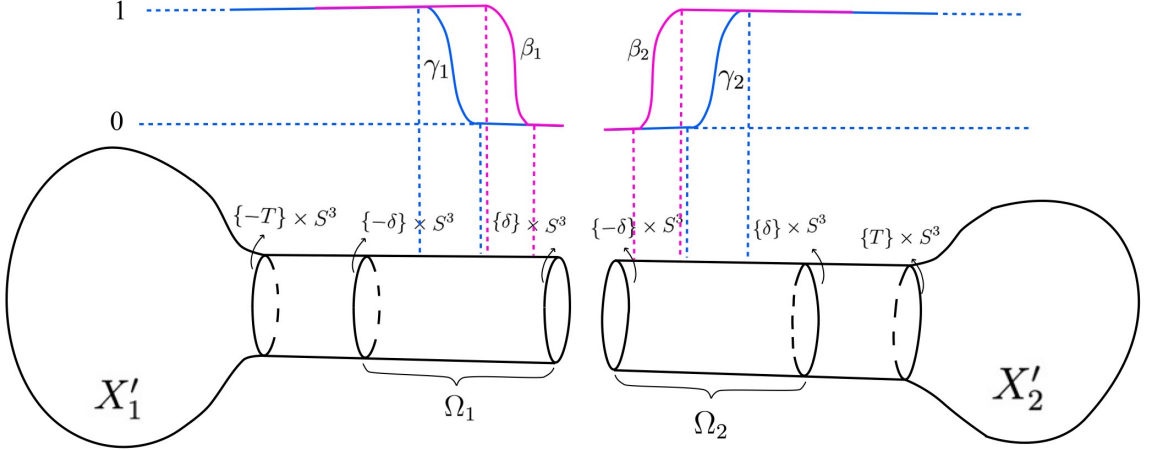 1
γ₁
β₁
β₂
γ₂
0
{−T} × S³
{−δ} × S³
{δ} × S³
{−δ} × S³
{δ} × S³
{T} × S³
X′₁
Ω₁
Ω₂
X′₂